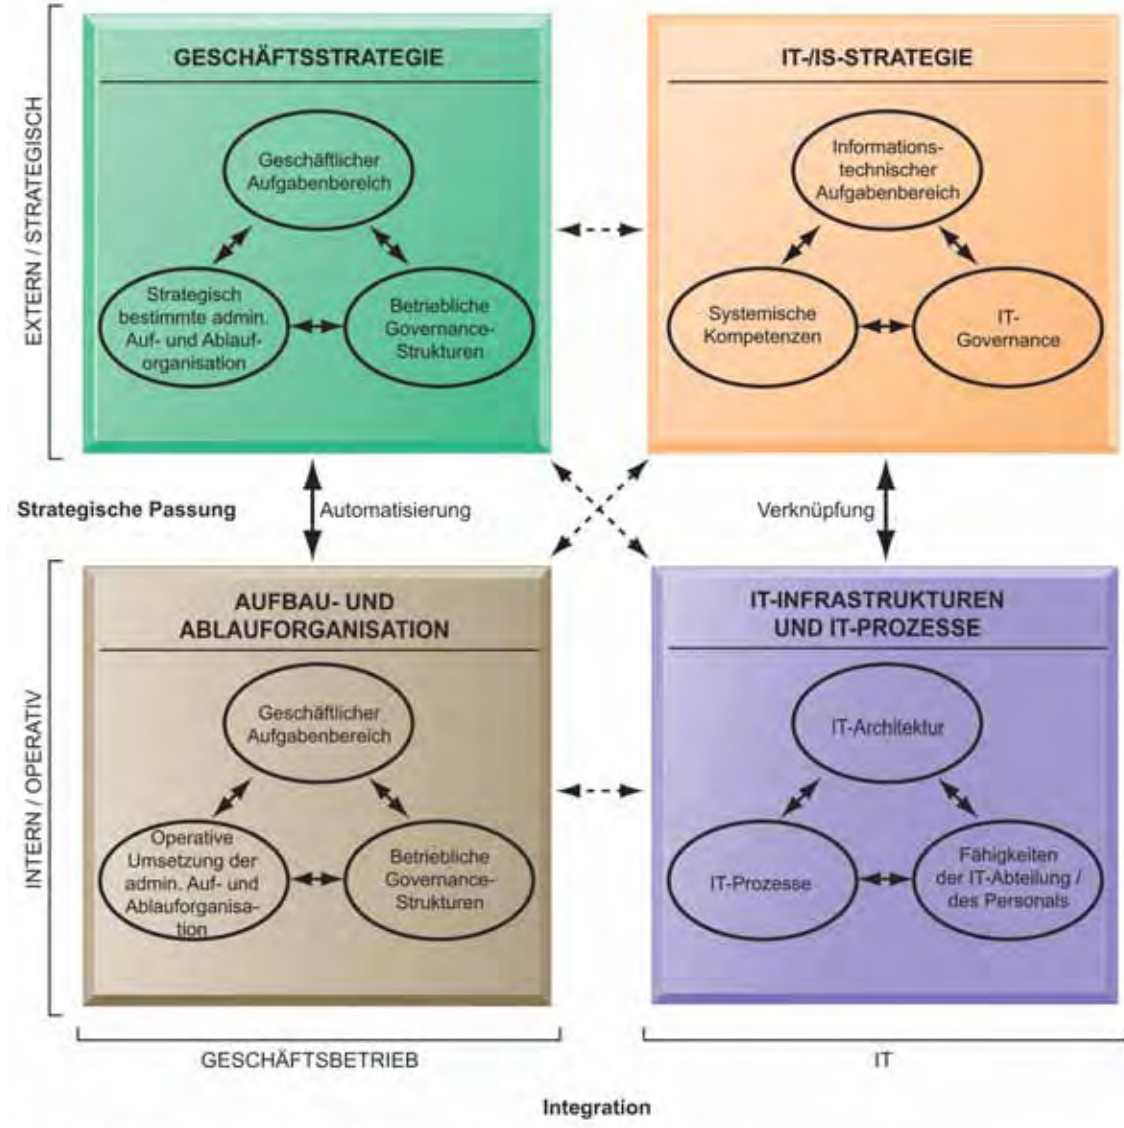 EXTERN / STRATEGISCH
GESCHÄFTSSTRATEGIE
Geschäftlicher
Aufgabenbereich
Strategisch
bestimmte admin.
Auf- und Ablauf-
organisation
Betriebliche
Governance-
Strukturen
IT-/IS-STRATEGIE
Informations-
technischer
Aufgabenbereich
Systemische
Kompetenzen
IT-
Governance
Strategische Passung
Automatisierung
Verknüpfung
INTERN / OPERATIV
AUFBAU- UND
ABLAUFORGANISATION
Geschäftlicher
Aufgabenbereich
Operative
Umsetzung der
admin. Auf- und
Ablauforganisa-
tion
Betriebliche
Governance-
Strukturen
IT-INFRASTRUKTUREN
UND IT-PROZESSE
IT-Architektur
IT-Prozesse
Fähigkeiten
der IT-Abteilung /
des Personals
GESCHÄFTSBETRIEB
IT
Integration